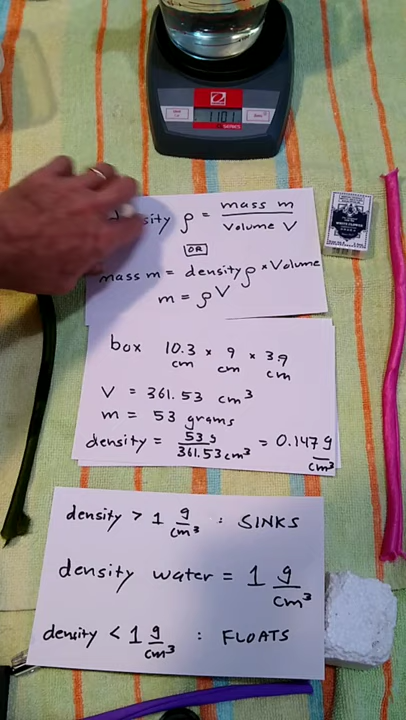 1101
density ρ = mass m / Volume V
OR
mass m = density ρ × Volume
m = ρV
box 10.3 cm × 9 cm × 3.9 cm
V = 361.53 cm³
m = 53 grams
density = 53 g / 361.53 cm³ = 0.147 g/cm³
density > 1 g/cm³ : SINKS
density water = 1 g/cm³
density < 1 g/cm³ : FLOATS